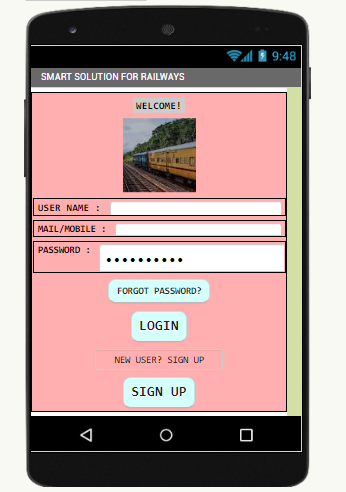 9:48
SMART SOLUTION FOR RAILWAYS
WELCOME!
USER NAME :
MAIL/MOBILE :
PASSWORD : ••••••••••
FORGOT PASSWORD?
LOGIN
NEW USER? SIGN UP
SIGN UP